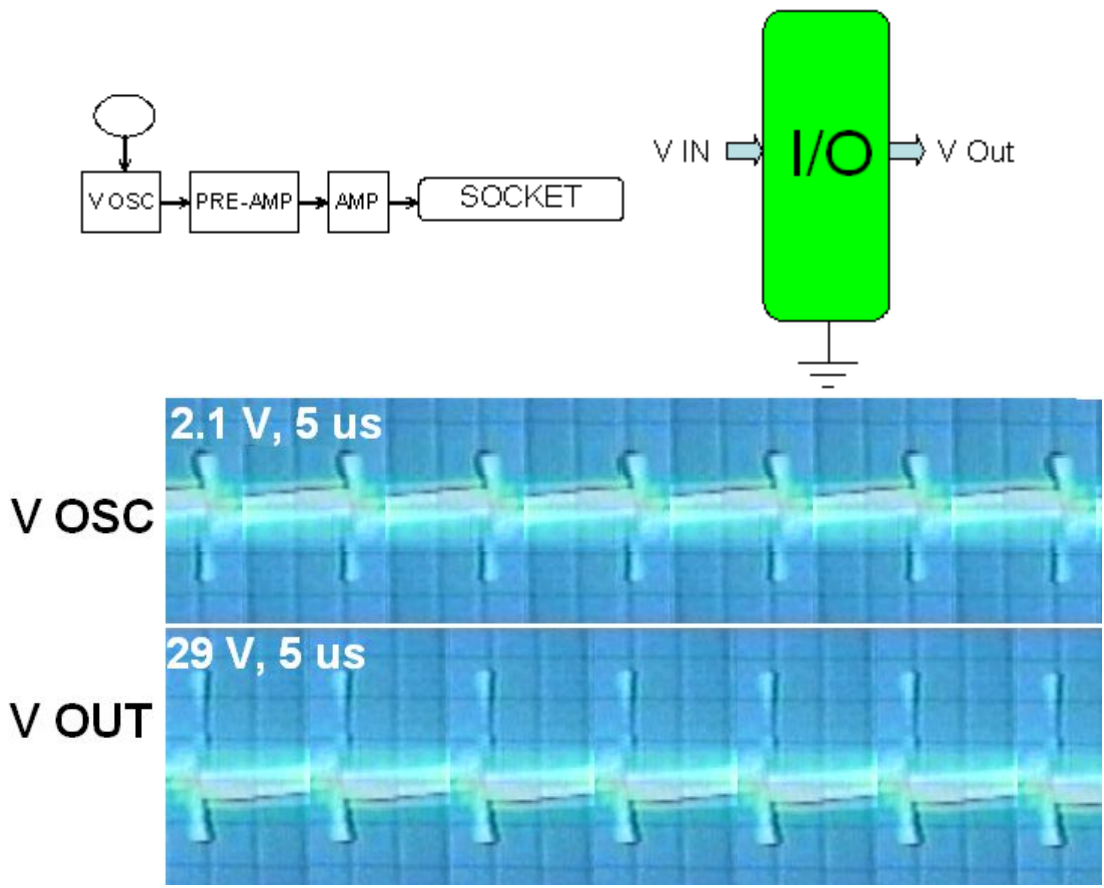 V OSC
PRE-AMP
AMP
SOCKET
V IN
I/O
V Out
2.1 V, 5 us
V OSC
29 V, 5 us
V OUT